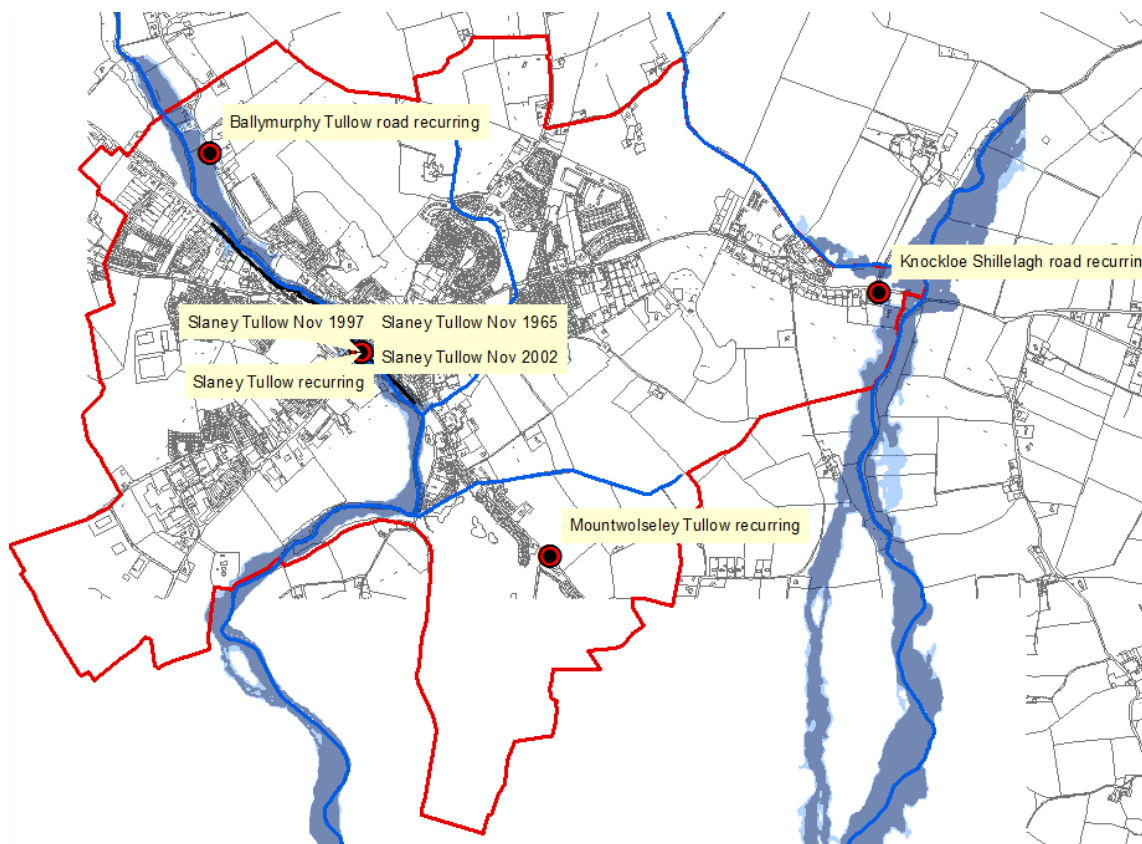 Ballymurphy Tullow road recurring
Knockloe Shillelagh road recurrin
Slaney Tullow Nov 1997
Slaney Tullow Nov 1965
Slaney Tullow Nov 2002
Slaney Tullow recurring
Mountwolseley Tullow recurring